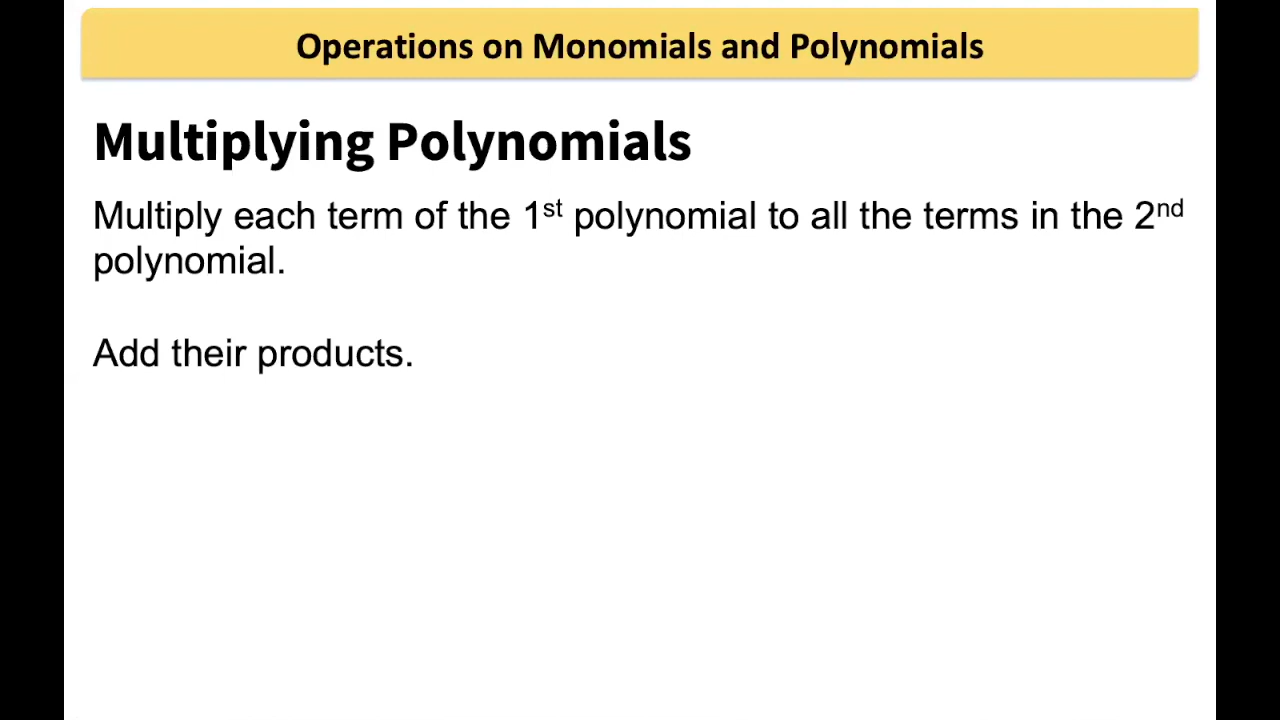 Operations on Monomials and Polynomials
Multiplying Polynomials
Multiply each term of the 1st polynomial to all the terms in the 2nd
polynomial.
Add their products.